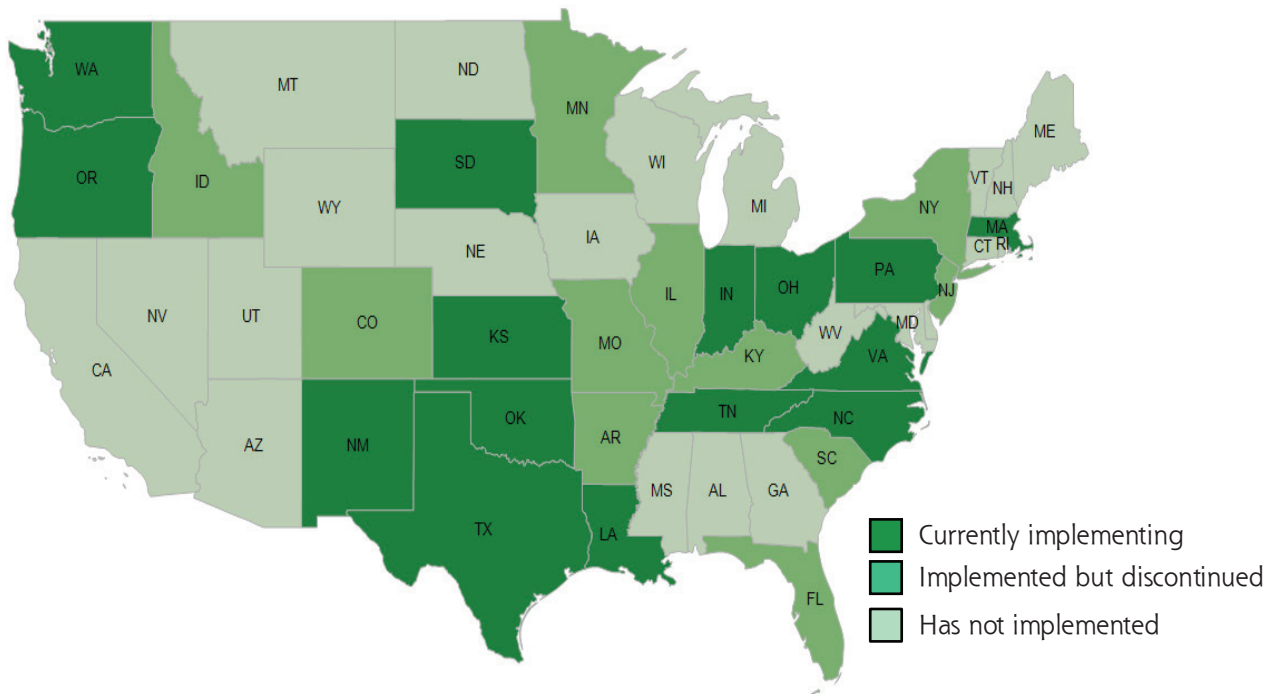 WA
MT
ND
MN
ME
OR
ID
SD
WI
VT
NH
WY
MI
NY
MA
NE
IA
CT
RI
NV
UT
CO
KS
IL
IN
OH
PA
NJ
CA
MO
WV
MD
KY
VA
AZ
NM
OK
AR
TN
NC
SC
TX
LA
MS
AL
GA
FL
Currently implementing
Implemented but discontinued
Has not implemented